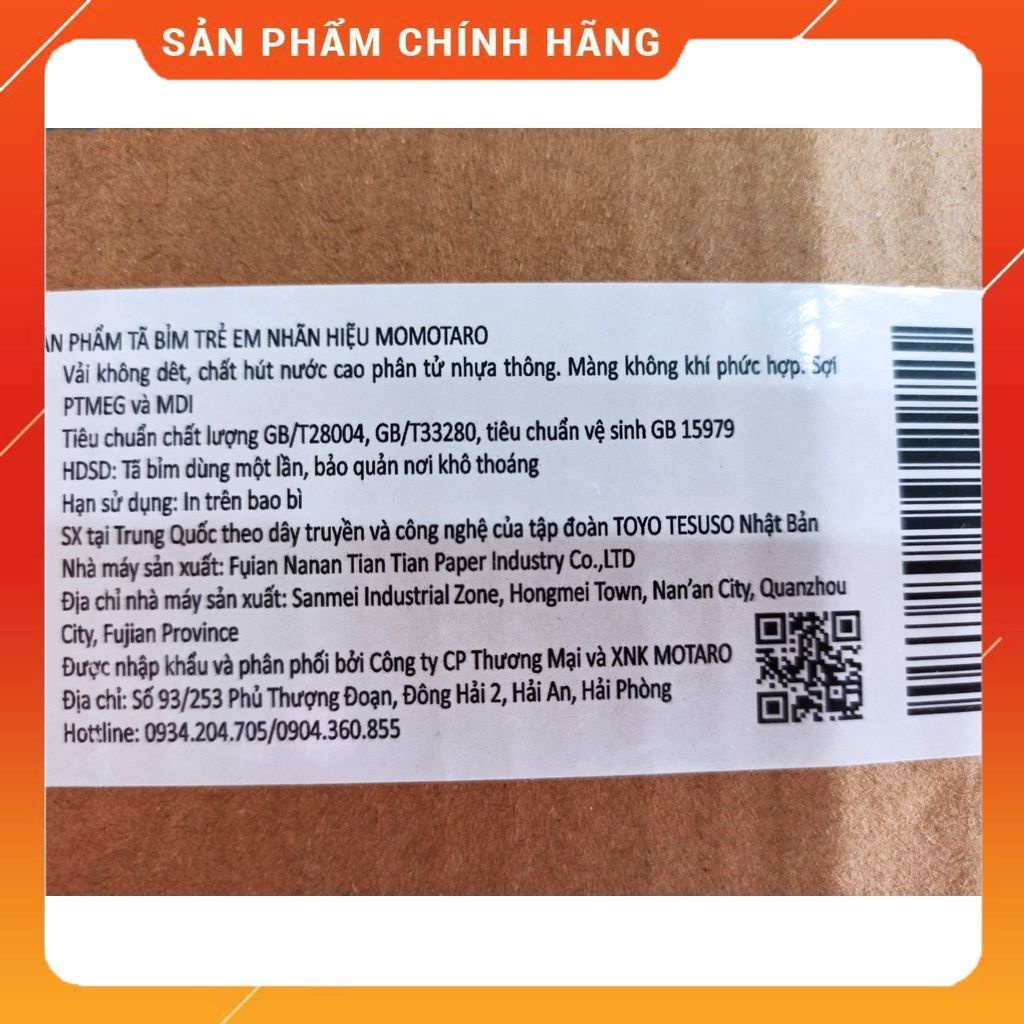 SẢN PHẨM CHÍNH HÃNG
ẢN PHẨM TÃ BỈM TRẺ EM NHÃN HIỆU MOMOTARO
Vải không dêt, chất hút nước cao phân tử nhựa thông. Màng không khí phức hợp. Sợi
PTMEG và MDI
Tiêu chuẩn chất lượng GB/T28004, GB/T33280, tiêu chuẩn vệ sinh GB 15979
HDSD: Tã bỉm dùng một lần, bảo quản nơi khô thoáng
Hạn sử dụng: In trên bao bì
SX tại Trung Quốc theo dây truyền và công nghệ của tập đoàn TOYO TESUSO Nhật Bản
Nhà máy sản xuất: Fụian Nanan Tian Tian Paper Industry Co.,LTD
Địa chỉ nhà máy sản xuất: Sanmei Industrial Zone, Hongmei Town, Nan'an City, Quanzhou
City, Fujian Province
Được nhập khẩu và phân phối bởi Công ty CP Thương Mại và XNK MOTARO
Địa chỉ: Số 93/253 Phủ Thượng Đoạn, Đông Hải 2, Hải An, Hải Phòng
Hottline: 0934.204.705/0904.360.855